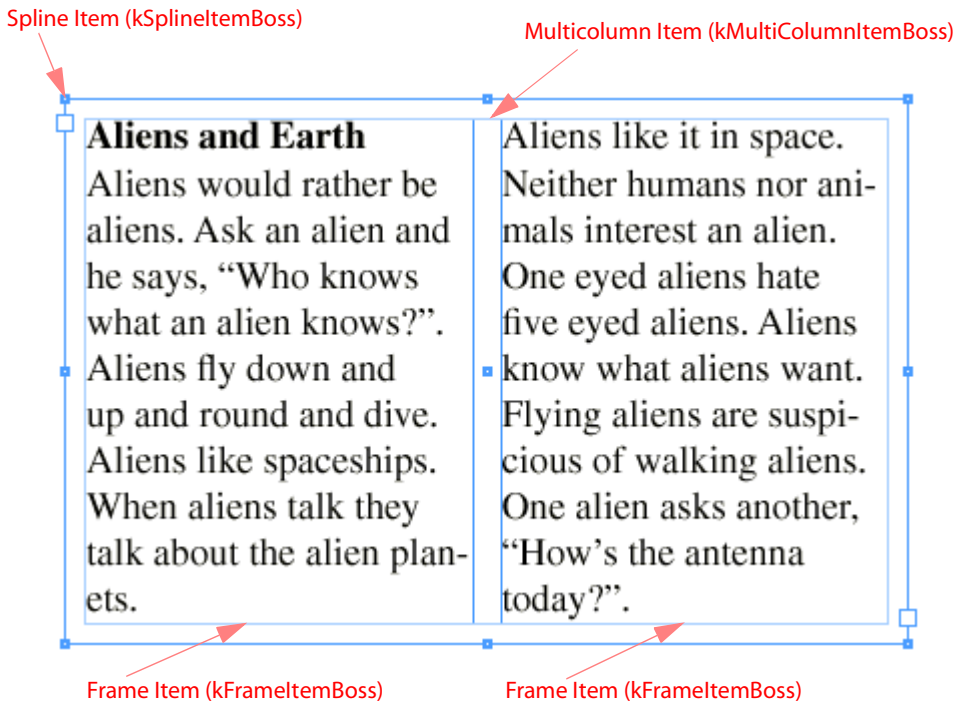 Spline Item (kSplineItemBoss)
Multicolumn Item (kMultiColumnItemBoss)
Aliens and Earth
Aliens would rather be
aliens. Ask an alien and
he says, “Who knows
what an alien knows?”.
Aliens fly down and
up and round and dive.
Aliens like spaceships.
When aliens talk they
talk about the alien plan-
ets.
Aliens like it in space.
Neither humans nor ani-
mals interest an alien.
One eyed aliens hate
five eyed aliens. Aliens
know what aliens want.
Flying aliens are suspi-
cious of walking aliens.
One alien asks another,
“How’s the antenna
today?”.
Frame Item (kFrameItemBoss)
Frame Item (kFrameItemBoss)